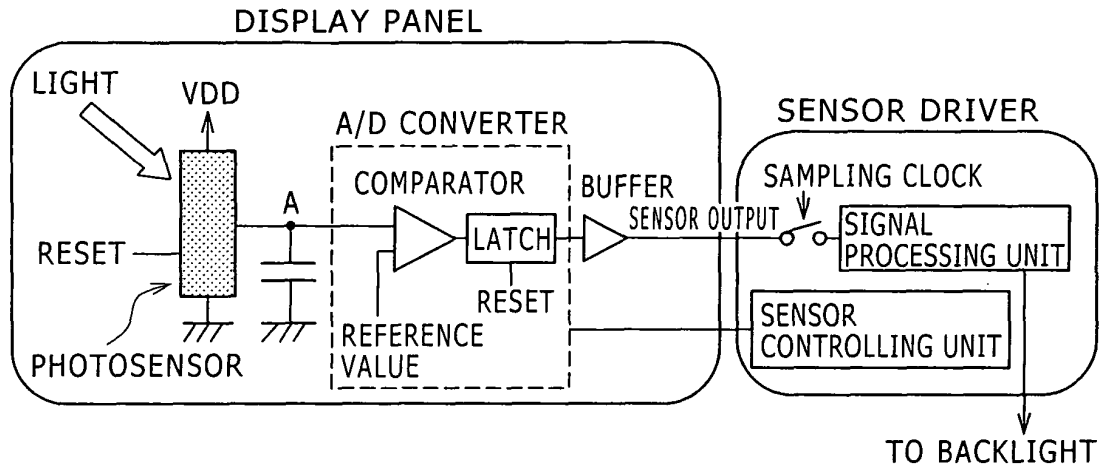 DISPLAY PANEL
LIGHT
VDD
A/D CONVERTER
SENSOR DRIVER
COMPARATOR
BUFFER
SAMPLING CLOCK
A
SENSOR OUTPUT
SIGNAL
PROCESSING UNIT
LATCH
RESET
RESET
REFERENCE
VALUE
SENSOR
CONTROLLING UNIT
PHOTOSENSOR
TO BACKLIGHT